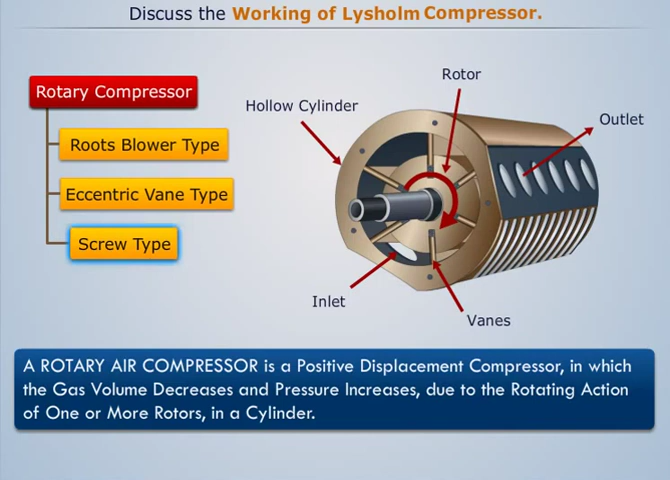 Discuss the Working of Lysholm Compressor.
Rotary Compressor
Roots Blower Type
Eccentric Vane Type
Screw Type
Rotor
Hollow Cylinder
Outlet
Inlet
Vanes
A ROTARY AIR COMPRESSOR is a Positive Displacement Compressor, in which
the Gas Volume Decreases and Pressure Increases, due to the Rotating Action
of One or More Rotors, in a Cylinder.